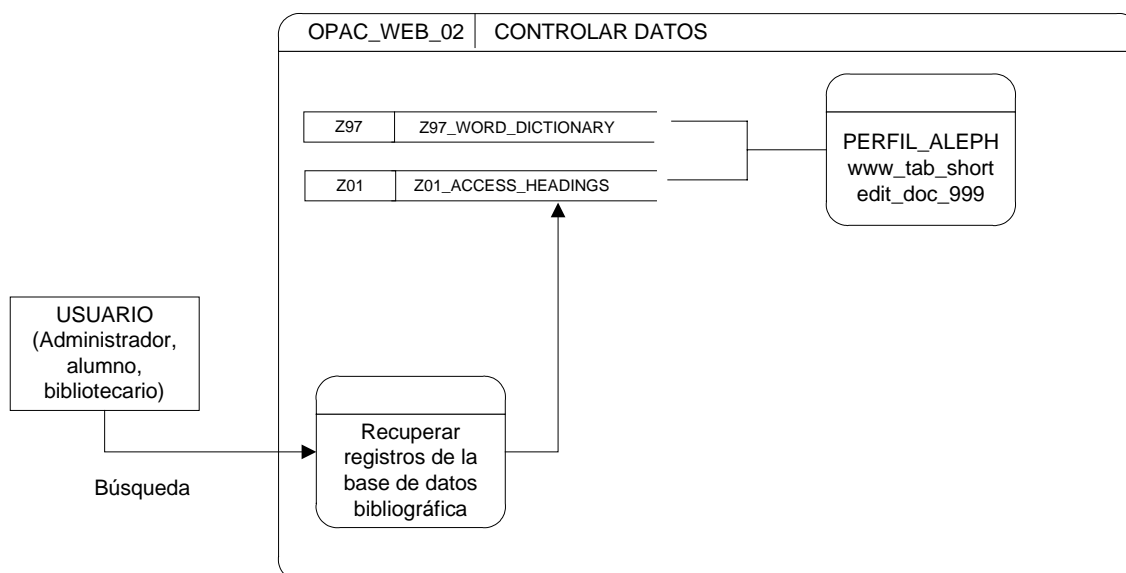 OPAC_WEB_02 CONTROLAR DATOS
Z97 Z97_WORD_DICTIONARY
Z01 Z01_ACCESS_HEADINGS
PERFIL_ALEPH
www_tab_short
edit_doc_999
USUARIO
(Administrador,
alumno,
bibliotecario)
Búsqueda
Recuperar
registros de la
base de datos
bibliográfica